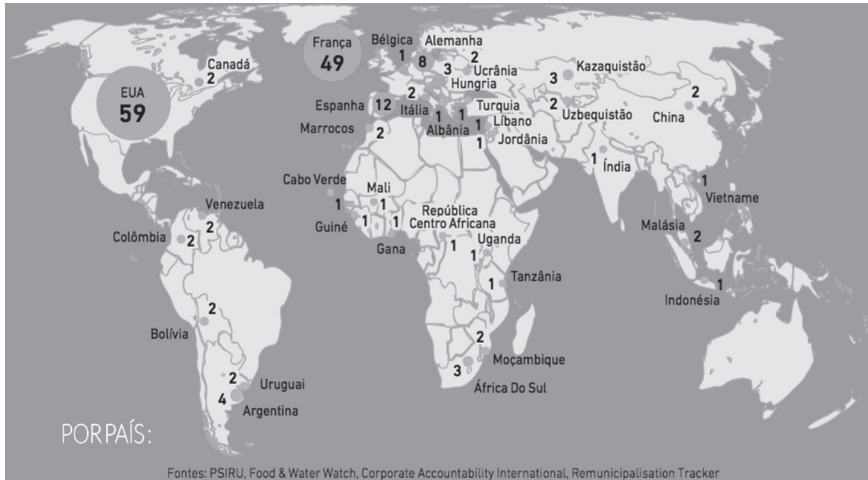 Canadá
2
EUA
59
França
49
Bélgica
1
Alemanha
8
2
Ucrânia
3
Hungria
Kazaquistão
3
2
Uzbequistão
2
China
Espanha 12
2
Itália
1
Albânia
Turquia
1
Líbano
1
Jordânia
1
Marrocos
2
1
Índia
1
Vietname
Malásia
2
Indonésia
1
Cabo Verde
1
Mali
1
Guiné
1
Gana
1
República
Centro Africana
1
Uganda
1
Tanzânia
1
2
Moçambique
3
África Do Sul
Venezuela
2
Colômbia
2
Bolívia
2
2
Uruguai
4
Argentina
POR PAÍS:
Fontes: PSIRU, Food & Water Watch, Corporate Accountability International, Remunicipalisation Tracker